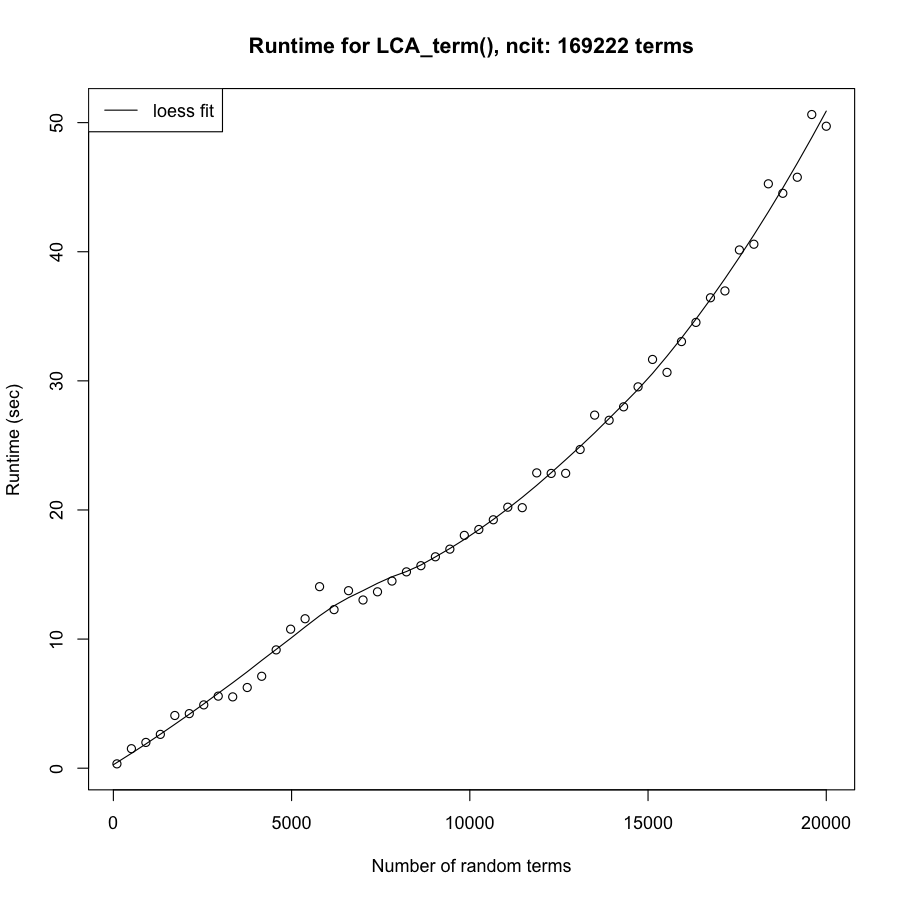 Runtime for LCA_term(), ncit: 169222 terms
loess fit
50
40
30
20
10
0
Runtime (sec)
0 5000 10000 15000 20000
Number of random terms